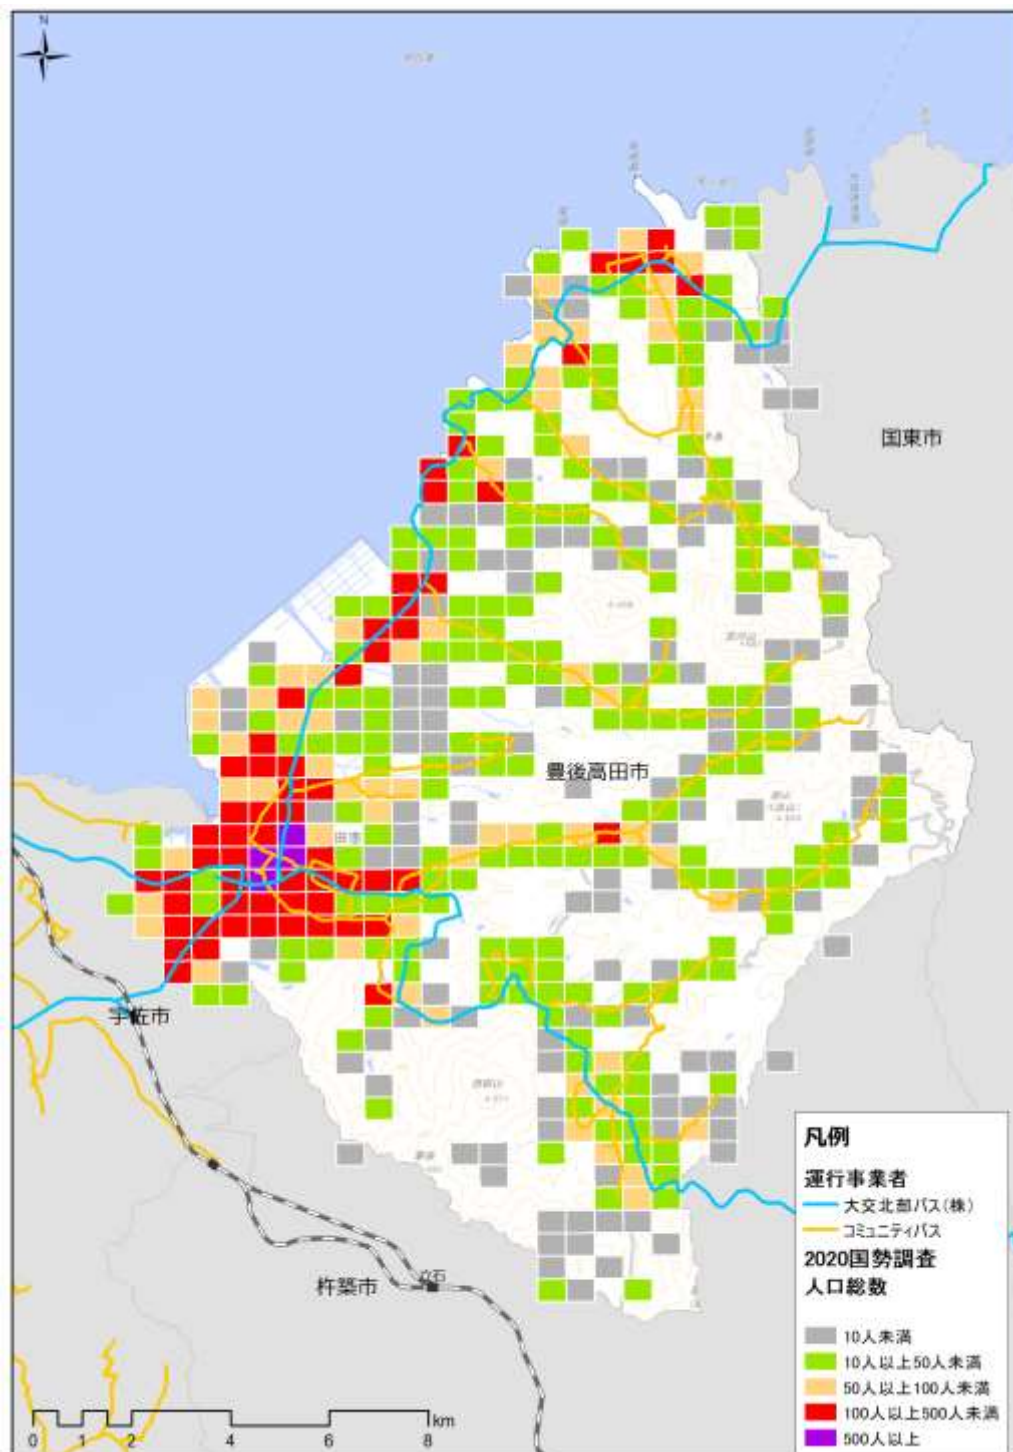 N
国東市
豊後高田市
宇佐市
立石
杵築市
凡例
運行事業者
大交北部バス(株)
コミュニティバス
2020国勢調査
人口総数
10人未満
10人以上50人未満
50人以上100人未満
100人以上500人未満
500人以上
0 1 2 4 6 8 km